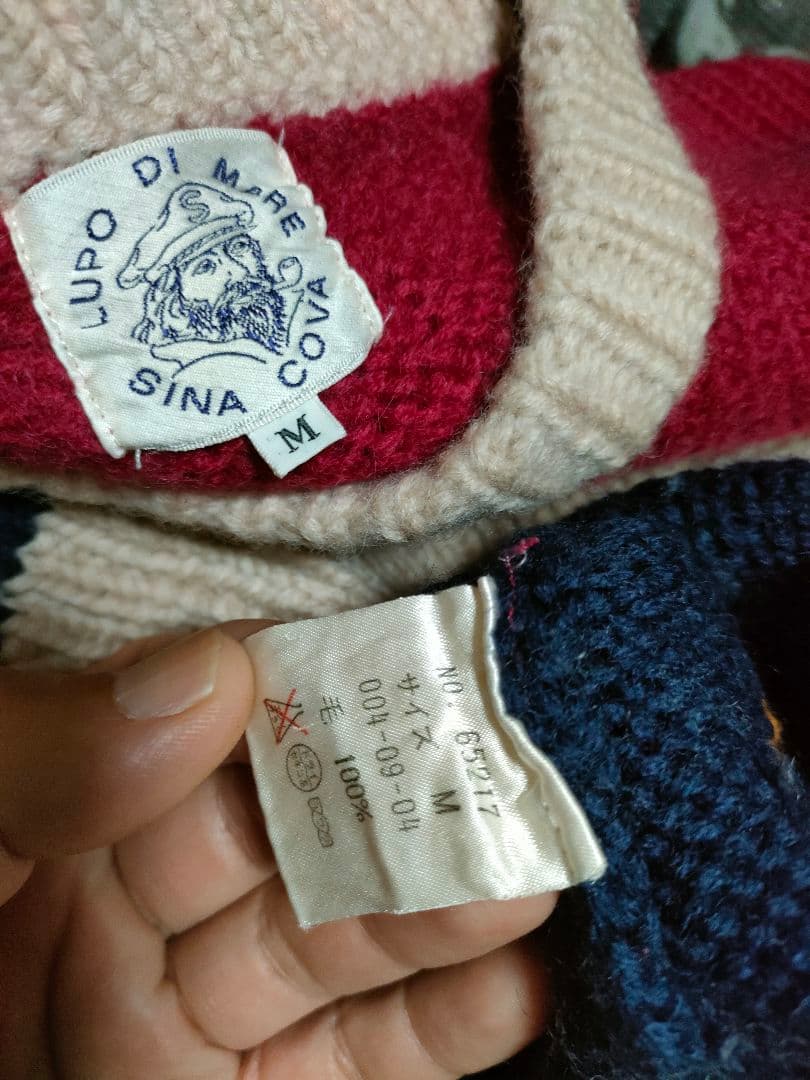 LUPO DI MARE
S
SINA COVA
M
NO. 65217
サイズ M
004-09-04
毛 100%